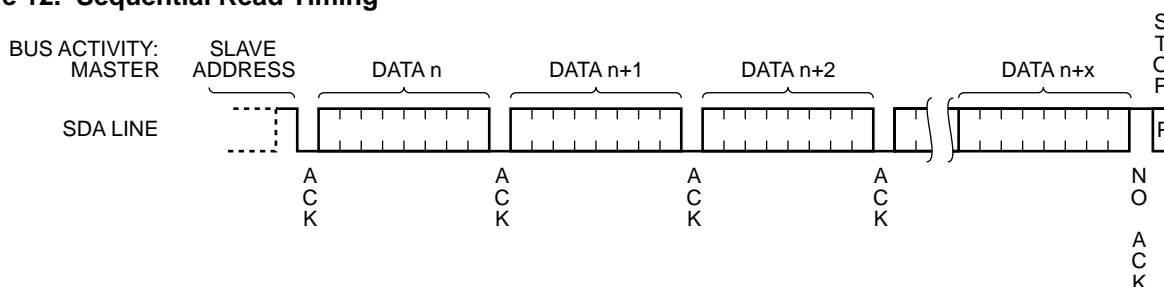 e 12. Sequential Read Timing
BUS ACTIVITY:
MASTER
SLAVE
ADDRESS
DATA n
DATA n+1
DATA n+2
DATA n+x
S
T
O
P
SDA LINE
P
A
C
K
A
C
K
A
C
K
A
C
K
N
O
A
C
K